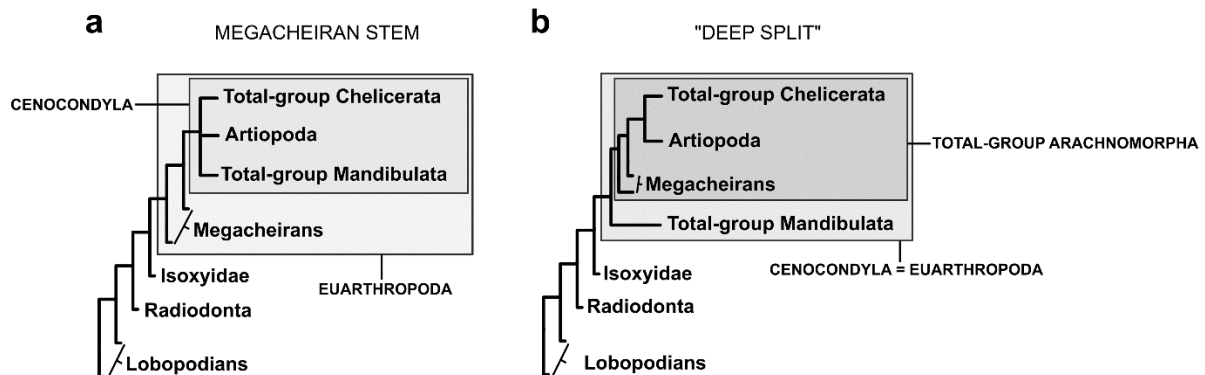 a
MEGACHEIRAN STEM
CENOCONDYLA
Total-group Chelicerata
Artiopoda
Total-group Mandibulata
Megacheirans
Isoxyidae
EUARTHROPODA
Radiodonta
Lobopodians
b
"DEEP SPLIT"
Total-group Chelicerata
Artiopoda
TOTAL-GROUP ARACHNOMORPHA
Megacheirans
Total-group Mandibulata
Isoxyidae
CENOCONDYLA = EUARTHROPODA
Radiodonta
Lobopodians